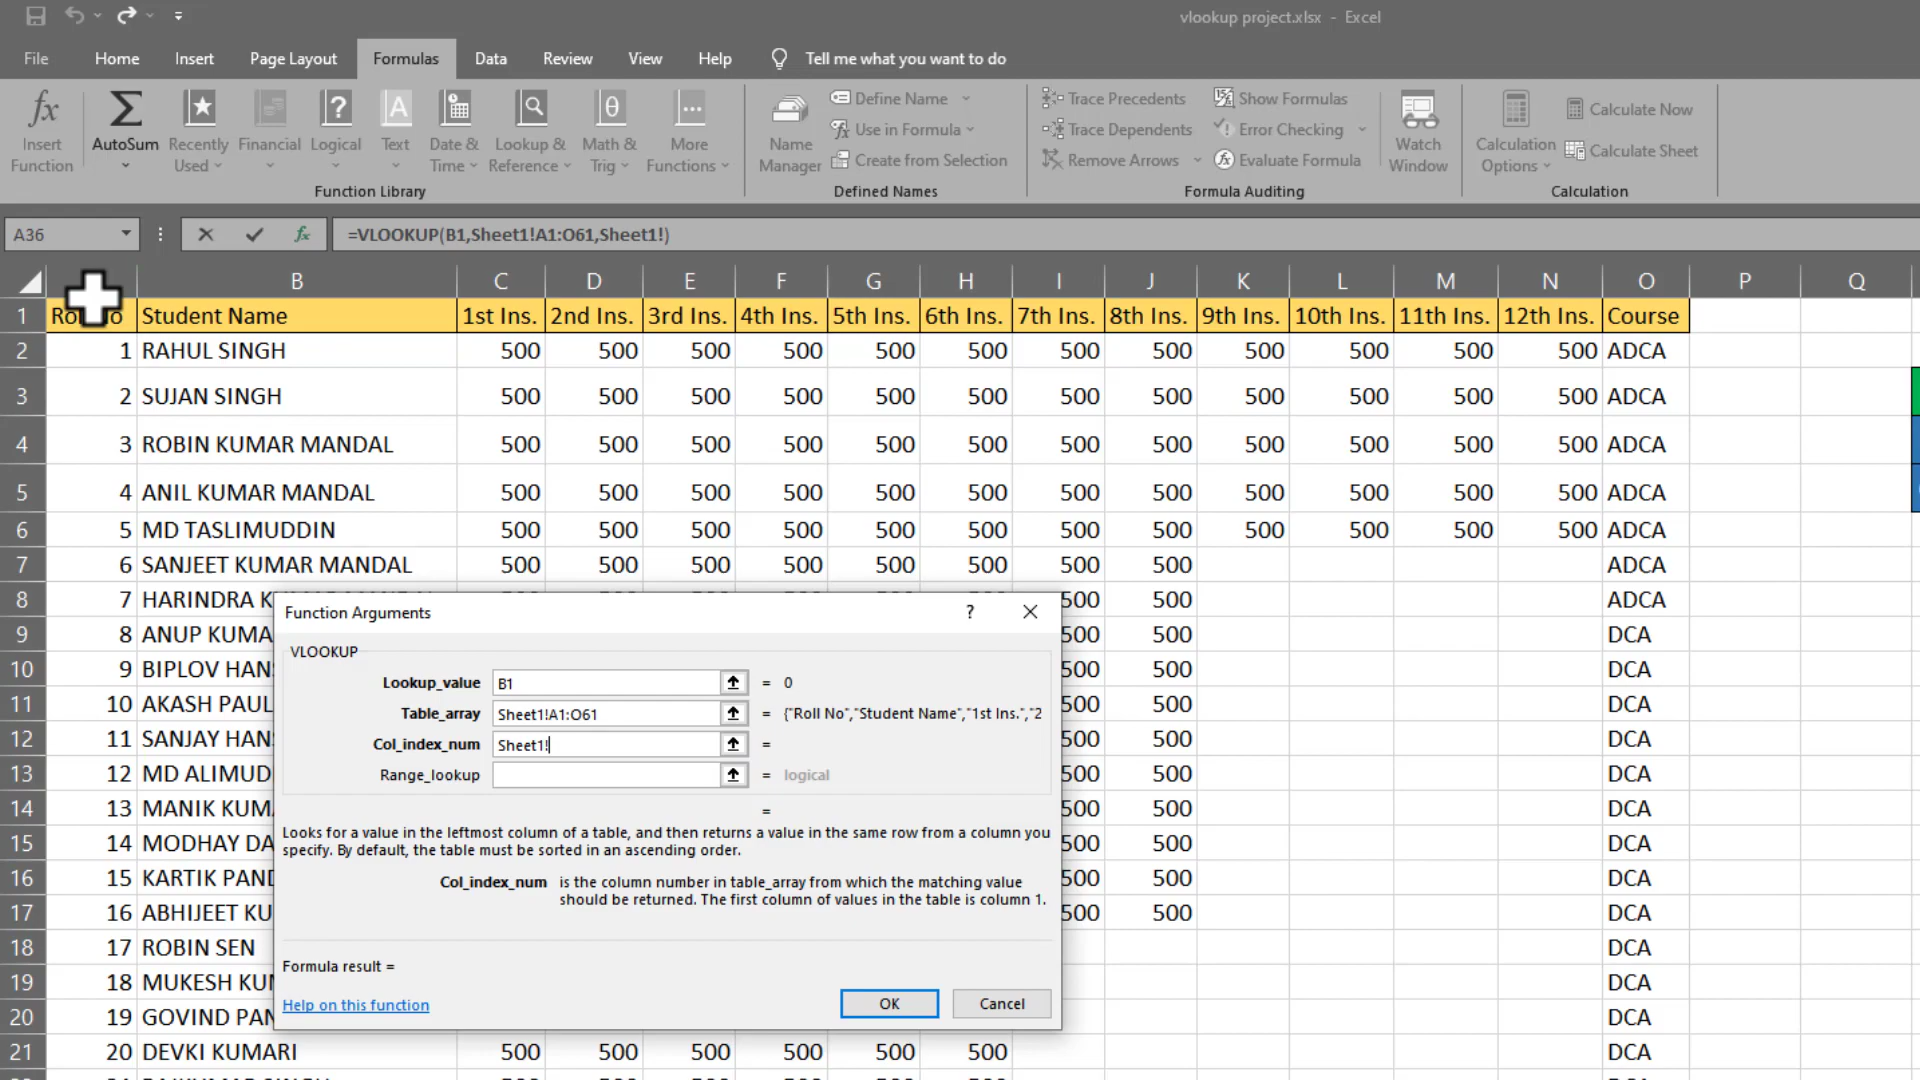 vlookup project.xlsx - Excel
File Home Insert Page Layout Formulas Data Review View Help Tell me what you want to do
Insert Function
AutoSum
Recently Used
Financial
Logical
Text
Date & Time
Lookup & Reference
Math & Trig
More Functions
Function Library
Name Manager
Define Name
Use in Formula
Create from Selection
Defined Names
Trace Precedents
Trace Dependents
Remove Arrows
Show Formulas
Error Checking
Evaluate Formula
Formula Auditing
Watch Window
Calculation Options
Calculate Now
Calculate Sheet
Calculation
A36 fx =VLOOKUP(B1,Sheet1!A1:O61,Sheet1!)
B C D E F G H I J K L M N O P Q
1 Student Name 1st Ins. 2nd Ins. 3rd Ins. 4th Ins. 5th Ins. 6th Ins. 7th Ins. 8th Ins. 9th Ins. 10th Ins. 11th Ins. 12th Ins. Course
2 1 RAHUL SINGH 500 500 500 500 500 500 500 500 500 500 500 500 ADCA
3 2 SUJAN SINGH 500 500 500 500 500 500 500 500 500 500 500 500 ADCA
4 3 ROBIN KUMAR MANDAL 500 500 500 500 500 500 500 500 500 500 500 500 ADCA
5 4 ANIL KUMAR MANDAL 500 500 500 500 500 500 500 500 500 500 500 500 ADCA
6 5 MD TASLIMUDDIN 500 500 500 500 500 500 500 500 500 500 500 500 ADCA
7 6 SANJEET KUMAR MANDAL 500 500 500 500 500 500 500 500 ADCA
8 7 HARINDRA 500 500 ADCA
9 8 ANUP KUMA 500 500 DCA
10 9 BIPLOV HANS 500 500 DCA
11 10 AKASH PAUL 500 500 DCA
12 11 SANJAY HANS 500 500 DCA
13 12 MD ALIMUD 500 500 DCA
14 13 MANIK KUM 500 500 DCA
15 14 MODHAY DA 500 500 DCA
16 15 KARTIK PAND 500 500 DCA
17 16 ABHIJEET KU 500 500 DCA
18 17 ROBIN SEN DCA
19 18 MUKESH KUM DCA
20 19 GOVIND PAN DCA
21 20 DEVKI KUMARI 500 500 500 500 500 500 DCA
Function Arguments ?
VLOOKUP
Lookup_value B1 = 0
Table_array Sheet1!A1:O61 = {"Roll No","Student Name","1st Ins.","2
Col_index_num Sheet1! =
Range_lookup = logical
=
Looks for a value in the leftmost column of a table, and then returns a value in the same row from a column you
specify. By default, the table must be sorted in an ascending order.
Col_index_num is the column number in table_array from which the matching value
should be returned. The first column of values in the table is column 1.
Formula result =
Help on this function
OK Cancel